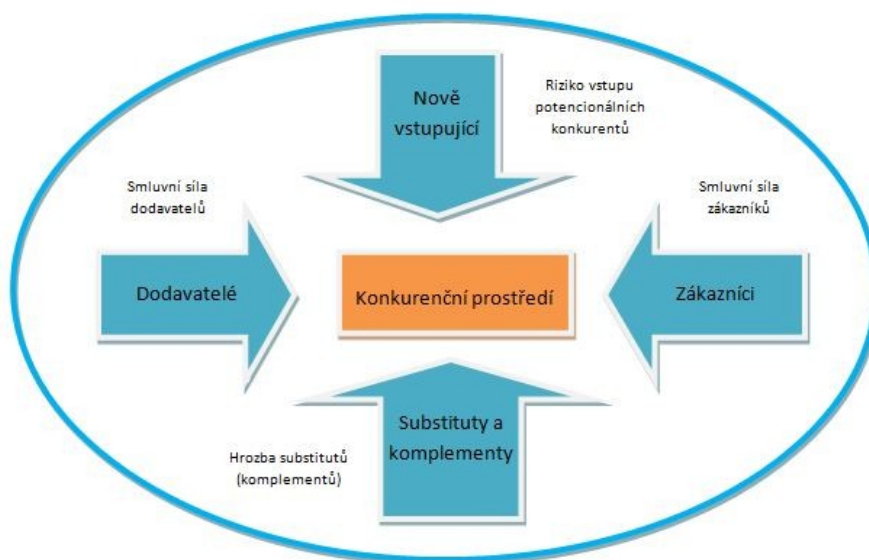 Nově
vstupující
Riziko vstupu
potencionálních
konkurentů
Smluvní síla
dodavatelů
Smluvní síla
zákazníků
Dodavatelé
Konkurenční prostředí
Zákazníci
Substituty a
komplementy
Hrozba substitutů
(komplementů)